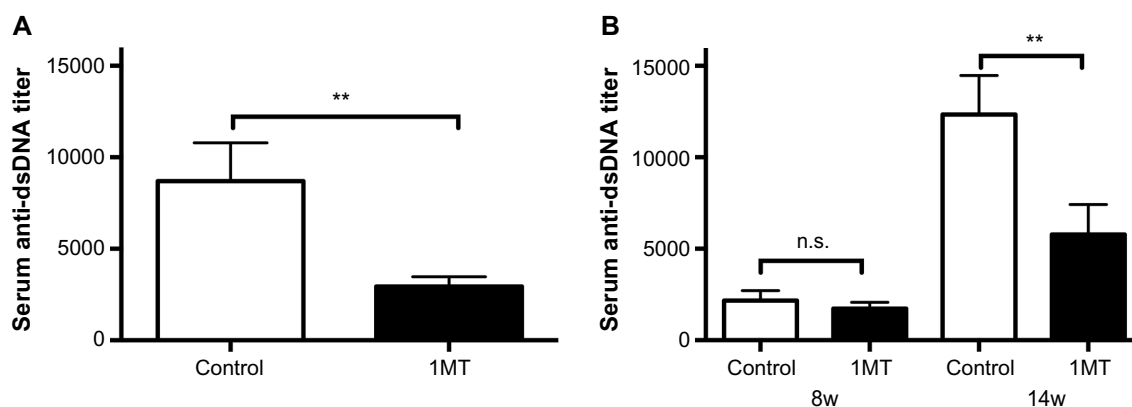 A
Serum anti-dsDNA titer
15000
10000
5000
0
**
Control
1MT
B
Serum anti-dsDNA titer
15000
10000
5000
0
n.s.
**
Control
1MT
Control
1MT
8w
14w